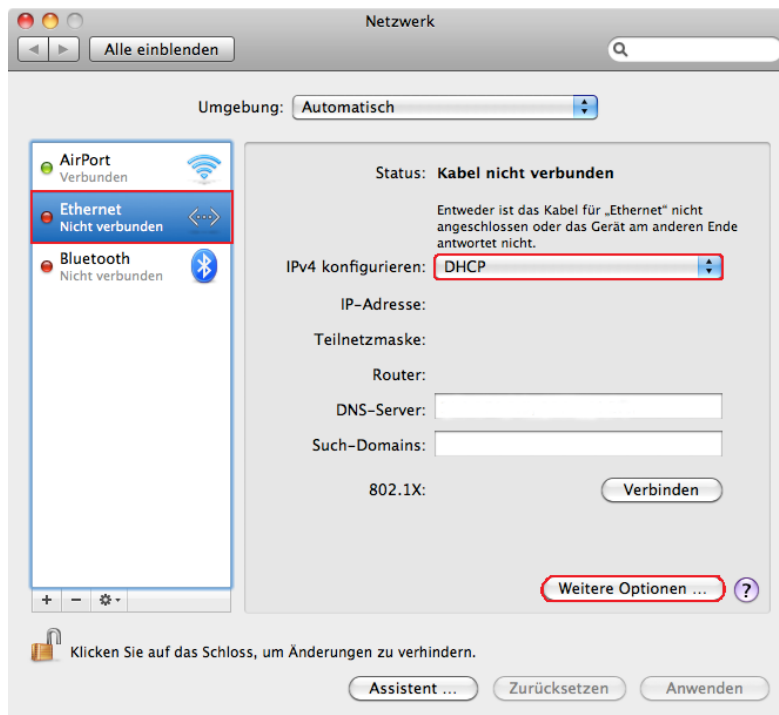 Netzwerk
Alle einblenden
Umgebung: Automatisch
AirPort
Verbunden
Ethernet
Nicht verbunden
Bluetooth
Nicht verbunden
Status: Kabel nicht verbunden
Entweder ist das Kabel für „Ethernet“ nicht
angeschlossen oder das Gerät am anderen Ende
antwortet nicht.
IPv4 konfigurieren: DHCP
IP-Adresse:
Teilnetzmaske:
Router:
DNS-Server:
Such-Domains:
802.1X: Verbinden
Weitere Optionen ... ?
Klicken Sie auf das Schloss, um Änderungen zu verhindern.
Assistent ... Zurücksetzen Anwenden